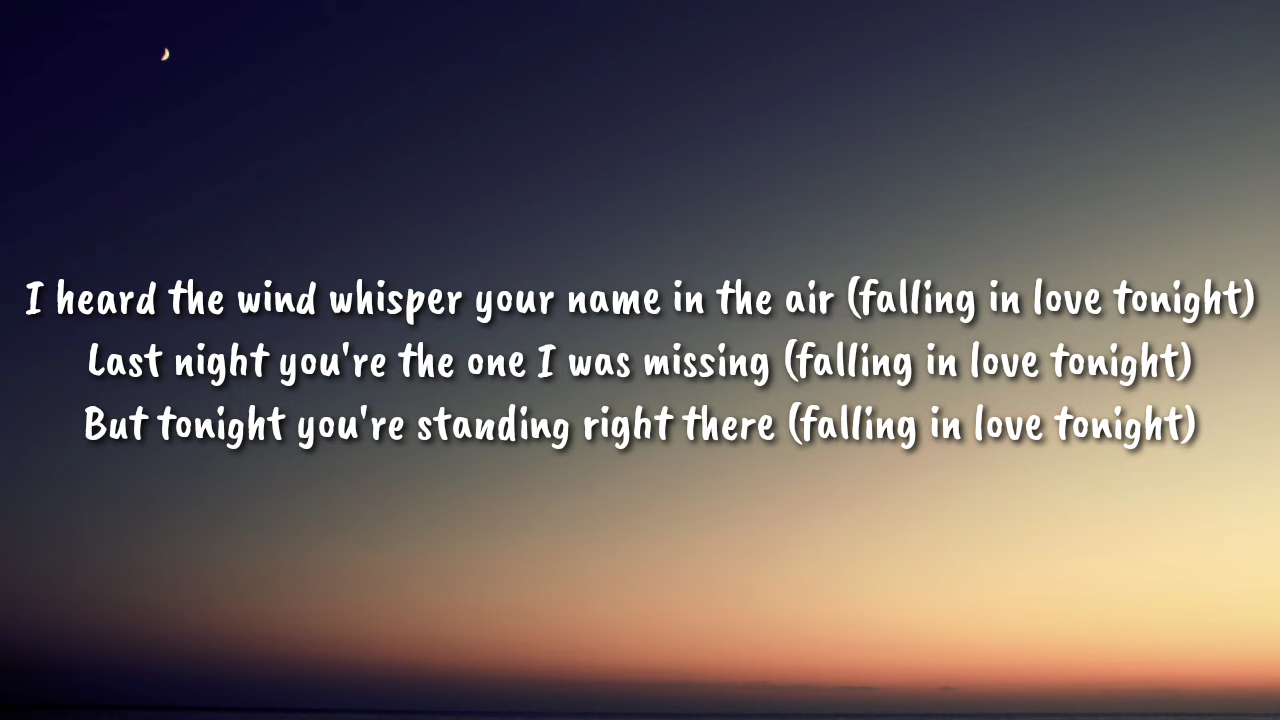 I heard the wind whisper your name in the air (falling in love tonight)
Last night you're the one I was missing (falling in love tonight)
But tonight you're standing right there (falling in love tonight)